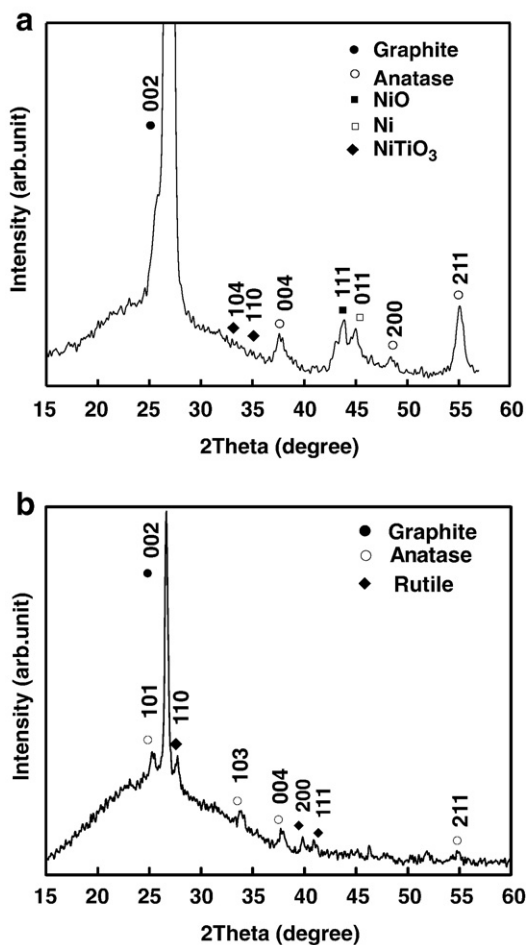 a
● Graphite
○ Anatase
■ NiO
□ Ni
◆ NiTiO₃
002
104
110
004
111
011
200
211
Intensity (arb.unit)
15 20 25 30 35 40 45 50 55 60
2Theta (degree)
b
● Graphite
○ Anatase
◆ Rutile
002
101
110
103
004
200
111
211
Intensity (arb.unit)
15 20 25 30 35 40 45 50 55 60
2Theta (degree)